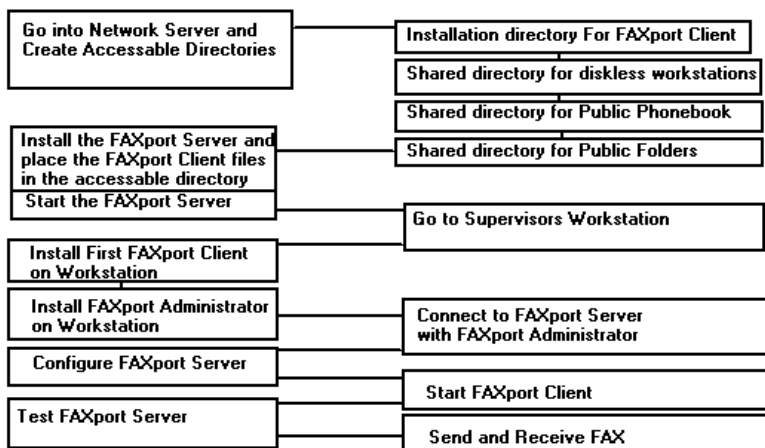 Go into Network Server and
Create Accessable Directories
Installation directory For FAXport Client
Shared directory for diskless workstations
Shared directory for Public Phonebook
Shared directory for Public Folders
Install the FAXport Server and
place the FAXport Client files
in the accessable directory
Start the FAXport Server
Go to Supervisors Workstation
Install First FAXport Client
on Workstation
Install FAXport Administrator
on Workstation
Connect to FAXport Server
with FAXport Administrator
Configure FAXport Server
Start FAXport Client
Test FAXport Server
Send and Receive FAX